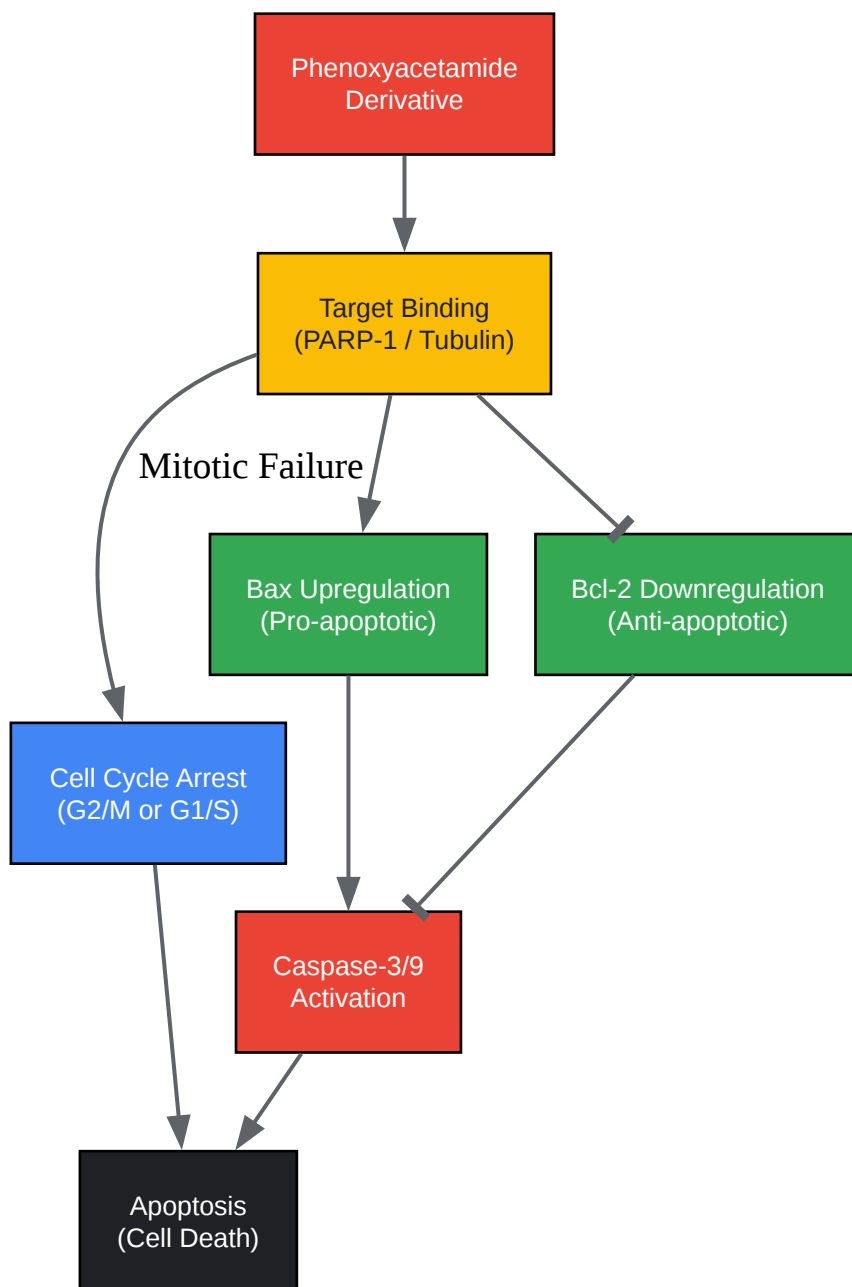 Phenoxyacetamide
Derivative
Target Binding
(PARP-1 / Tubulin)
Mitotic Failure
Bax Upregulation
(Pro-apoptotic)
Bcl-2 Downregulation
(Anti-apoptotic)
Cell Cycle Arrest
(G2/M or G1/S)
Caspase-3/9
Activation
Apoptosis
(Cell Death)